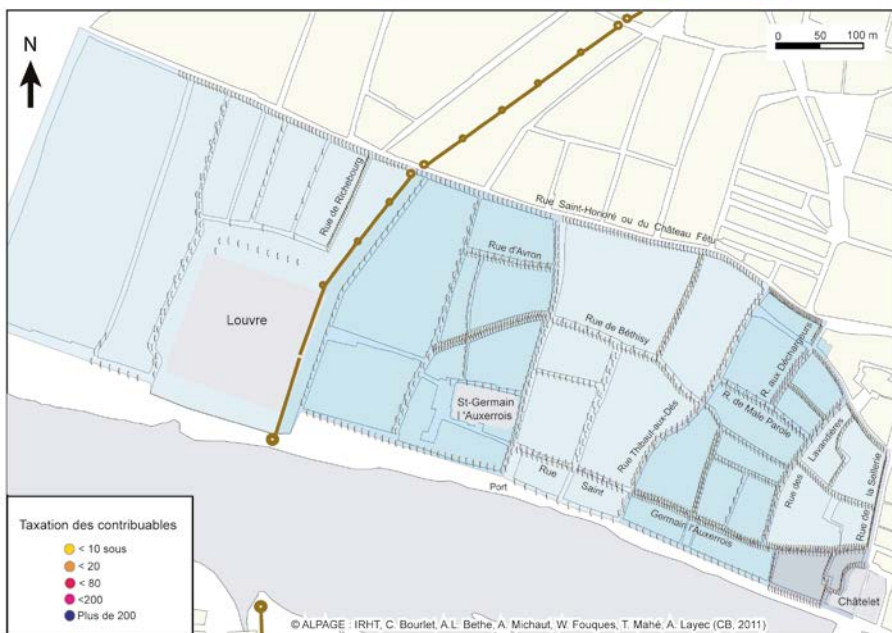 N
0 50 100 m
Rue de Richebourg
Rue Saint-Honoré ou du Château Fêtu
Rue d'Avron
Louvre
Rue de Béthisy
R. aux Déchargeurs
St-Germain
l'Auxerrois
R. de Male Parole
Rue Thibaut-aux-Dés
Rue des Lavandières
Rue de la Sellerie
Port
Rue Saint Germain l'Auxerrois
Châtelet
Taxation des contribuables
< 10 sous
< 20
< 80
<200
Plus de 200
© ALPAGE : IRHT, C. Bourlet, A.L. Bethe, A. Michaut, W. Fouques, T. Mahé, A. Layec (CB, 2011)